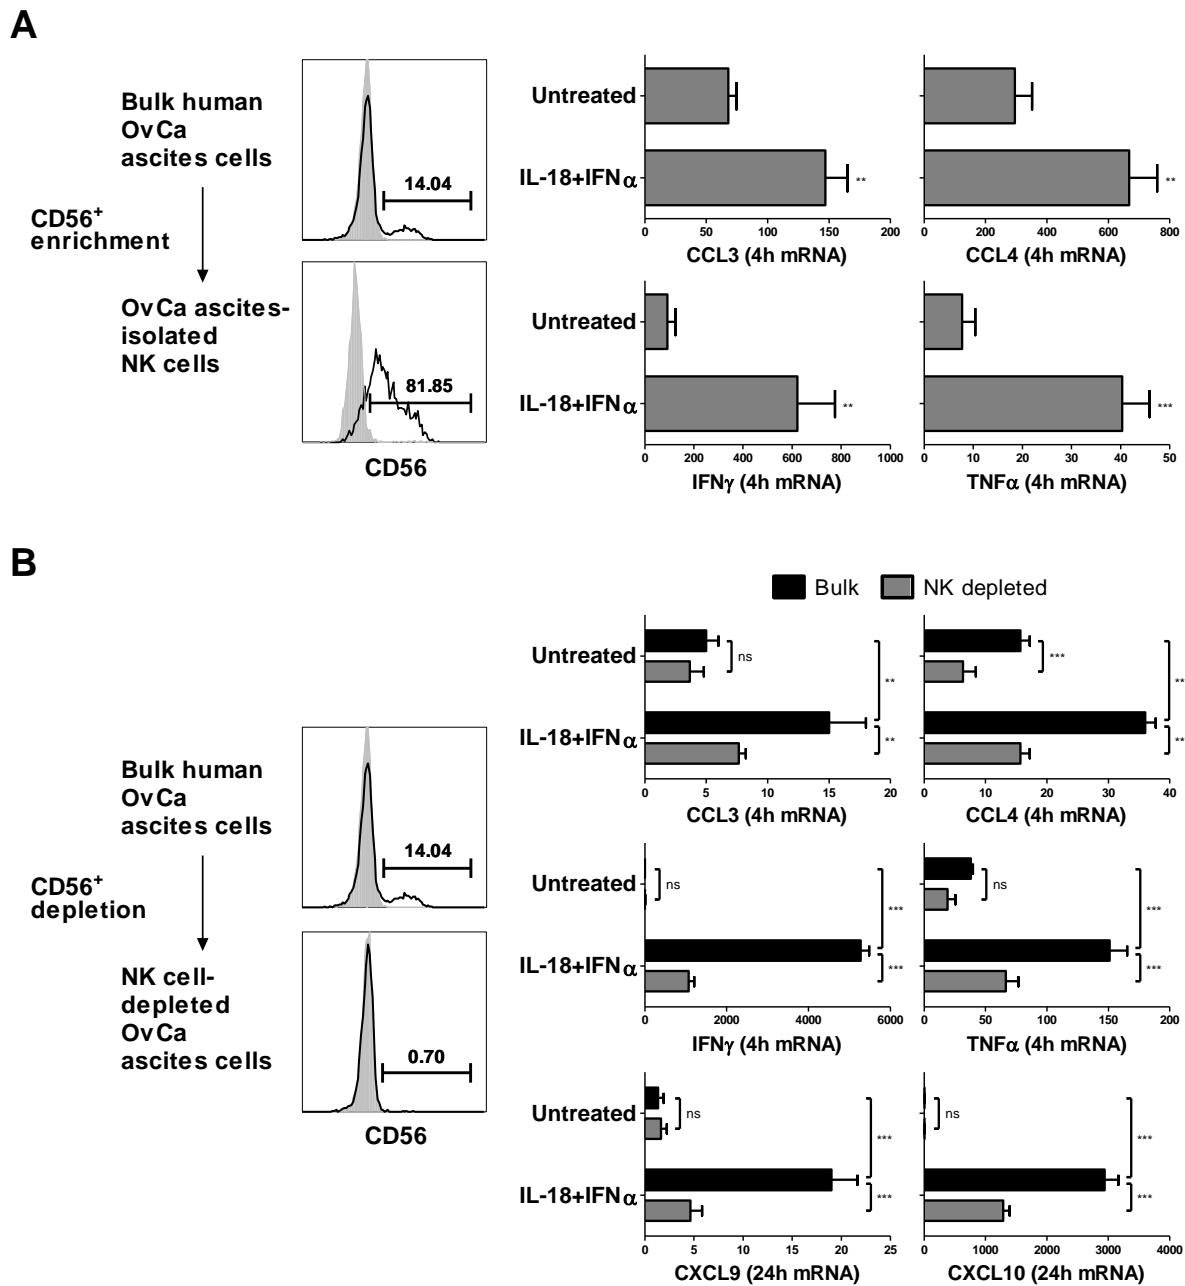 A
Bulk human
OvCa
ascites cells
CD56+
enrichment
OvCa ascites-
isolated
NK cells
14.04
81.85
CD56
Untreated
IL-18+IFNα
**
0 50 100 150 200
CCL3 (4h mRNA)
**
0 200 400 600 800
CCL4 (4h mRNA)
Untreated
IL-18+IFNα
**
0 200 400 600 800 1000
IFNγ (4h mRNA)
***
0 10 20 30 40 50
TNFα (4h mRNA)
B
Bulk NK depleted
Bulk human
OvCa
ascites cells
CD56+
depletion
NK cell-
depleted
OvCa
ascites cells
14.04
0.70
CD56
Untreated
IL-18+IFNα
ns
**
**
0 5 10 15 20
CCL3 (4h mRNA)
***
**
**
0 10 20 30 40
CCL4 (4h mRNA)
Untreated
IL-18+IFNα
ns
***
***
0 2000 4000 6000
IFNγ (4h mRNA)
ns
***
***
0 50 100 150 200
TNFα (4h mRNA)
Untreated
IL-18+IFNα
ns
***
***
0 5 10 15 20 25
CXCL9 (24h mRNA)
ns
***
***
0 1000 2000 3000 4000
CXCL10 (24h mRNA)